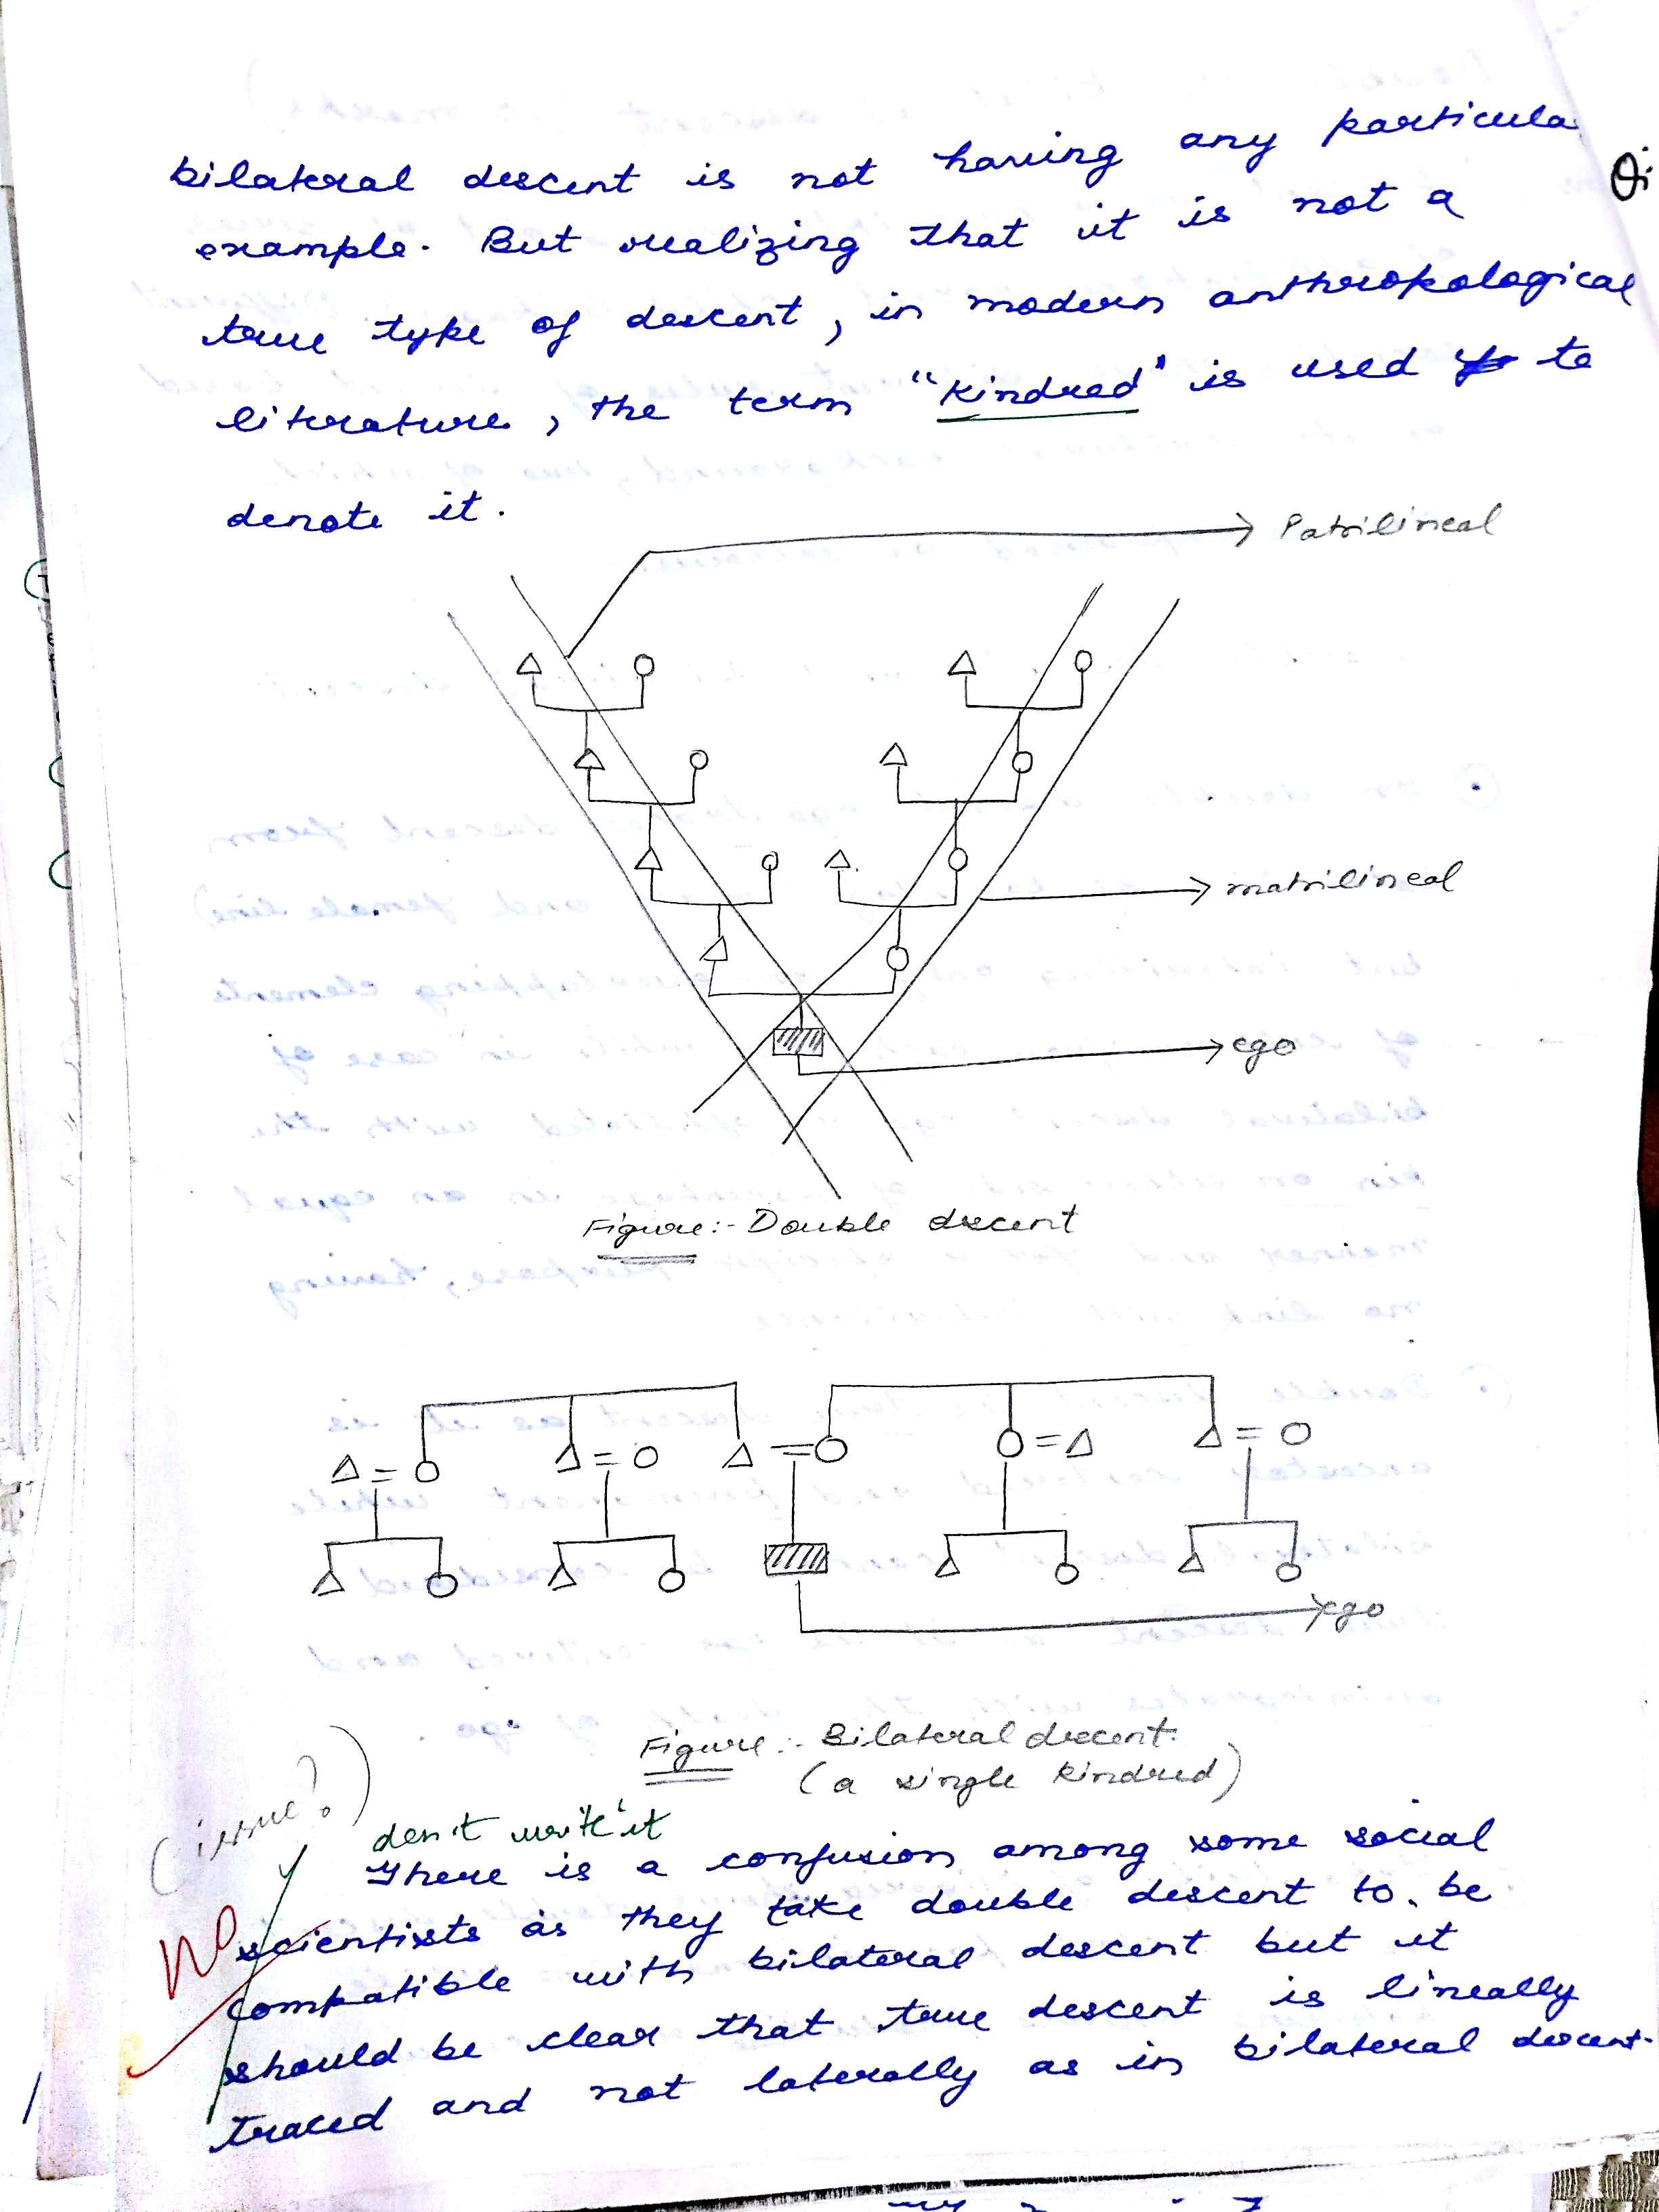 bilateral descent is not having any particula
example. But realizing that it is not a
true type of descent, in modern anthropological
literature, the term "Kindred" is used to
denote it.
Patrilineal
matrilineal
ego
Figure:- Double descent
ego
Figure:- Bilateral descent.
(a single kindred)
(issue?)
don't write it
There is a confusion among some social
No
scientists as they take double descent to be
compatible with bilateral descent but it
should be clear that true descent is lineally
traced and not laterally as in bilateral descent.